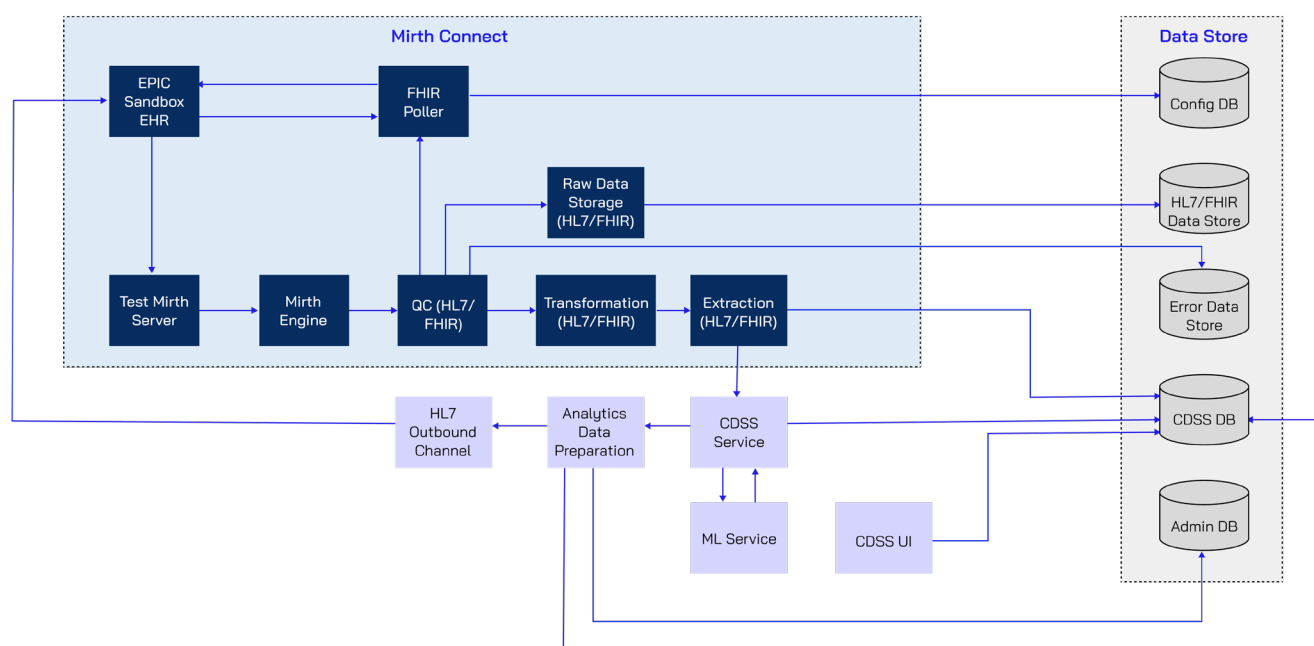 Mirth Connect
Data Store
EPIC
Sandbox
EHR
FHIR
Poller
Config DB
Raw Data
Storage
(HL7/FHIR)
HL7/FHIR
Data Store
Test Mirth
Server
Mirth
Engine
QC (HL7/
FHIR)
Transformation
(HL7/FHIR)
Extraction
(HL7/FHIR)
Error Data
Store
HL7
Outbound
Channel
Analytics
Data
Preparation
CDSS
Service
CDSS DB
ML Service
CDSS UI
Admin DB